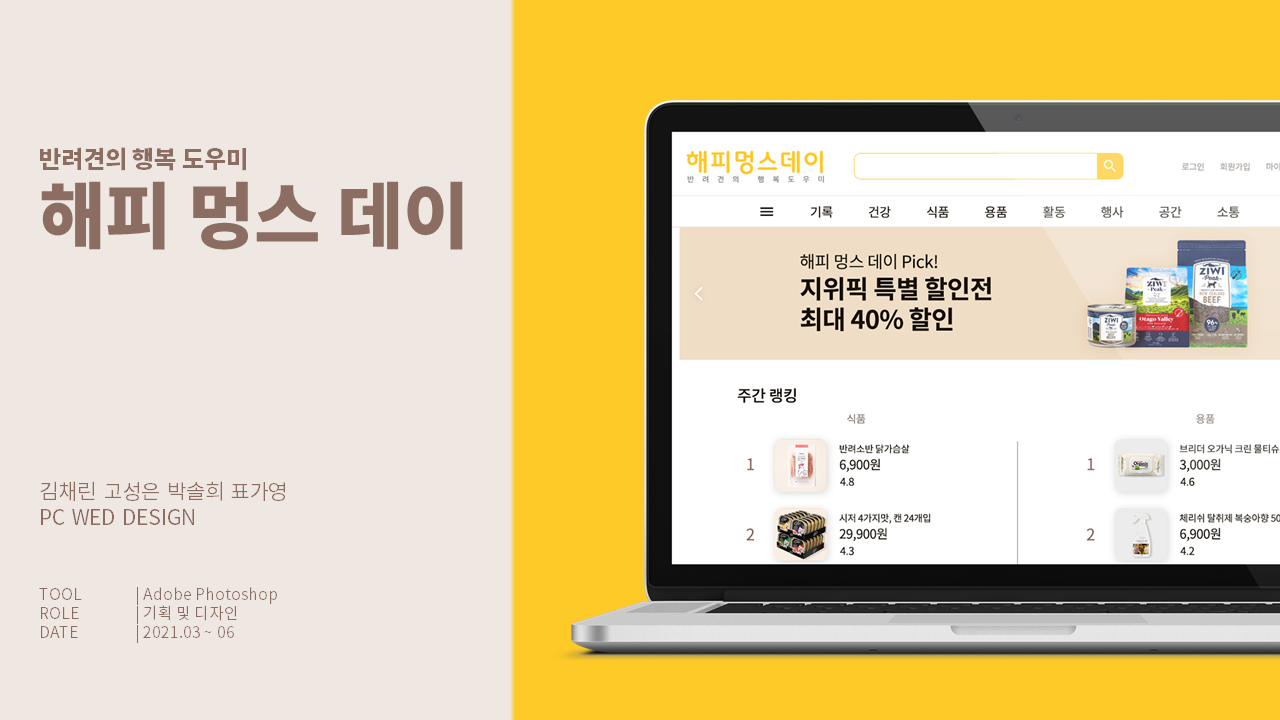 반려견의 행복 도우미
해피 멍스 데이
김채린 고성은 박솔희 표가영
PC WED DESIGN
TOOL | Adobe Photoshop
ROLE | 기획 및 디자인
DATE | 2021.03 ~ 06
해피멍스데이
반려견의 행복도우미
로그인 회원가입 마이
기록 건강 식품 용품 활동 행사 공간 소통
해피 멍스 데이 Pick!
지위픽 특별 할인전
최대 40% 할인
ZIWI
Peak
ZIWI
Peak
Otago Valley
ZIWI
Peak
NEW ZEALAND
BEEF
96%
주간 랭킹
식품
1
반려소반 닭가슴살
6,900원
4.8
2
시저 4가지맛, 캔 24개입
29,900원
4.3
용품
1
브리더 오가닉 크린 물티슈
3,000원
4.6
2
체리쉬 탈취제 복숭아향 50
6,900원
4.2